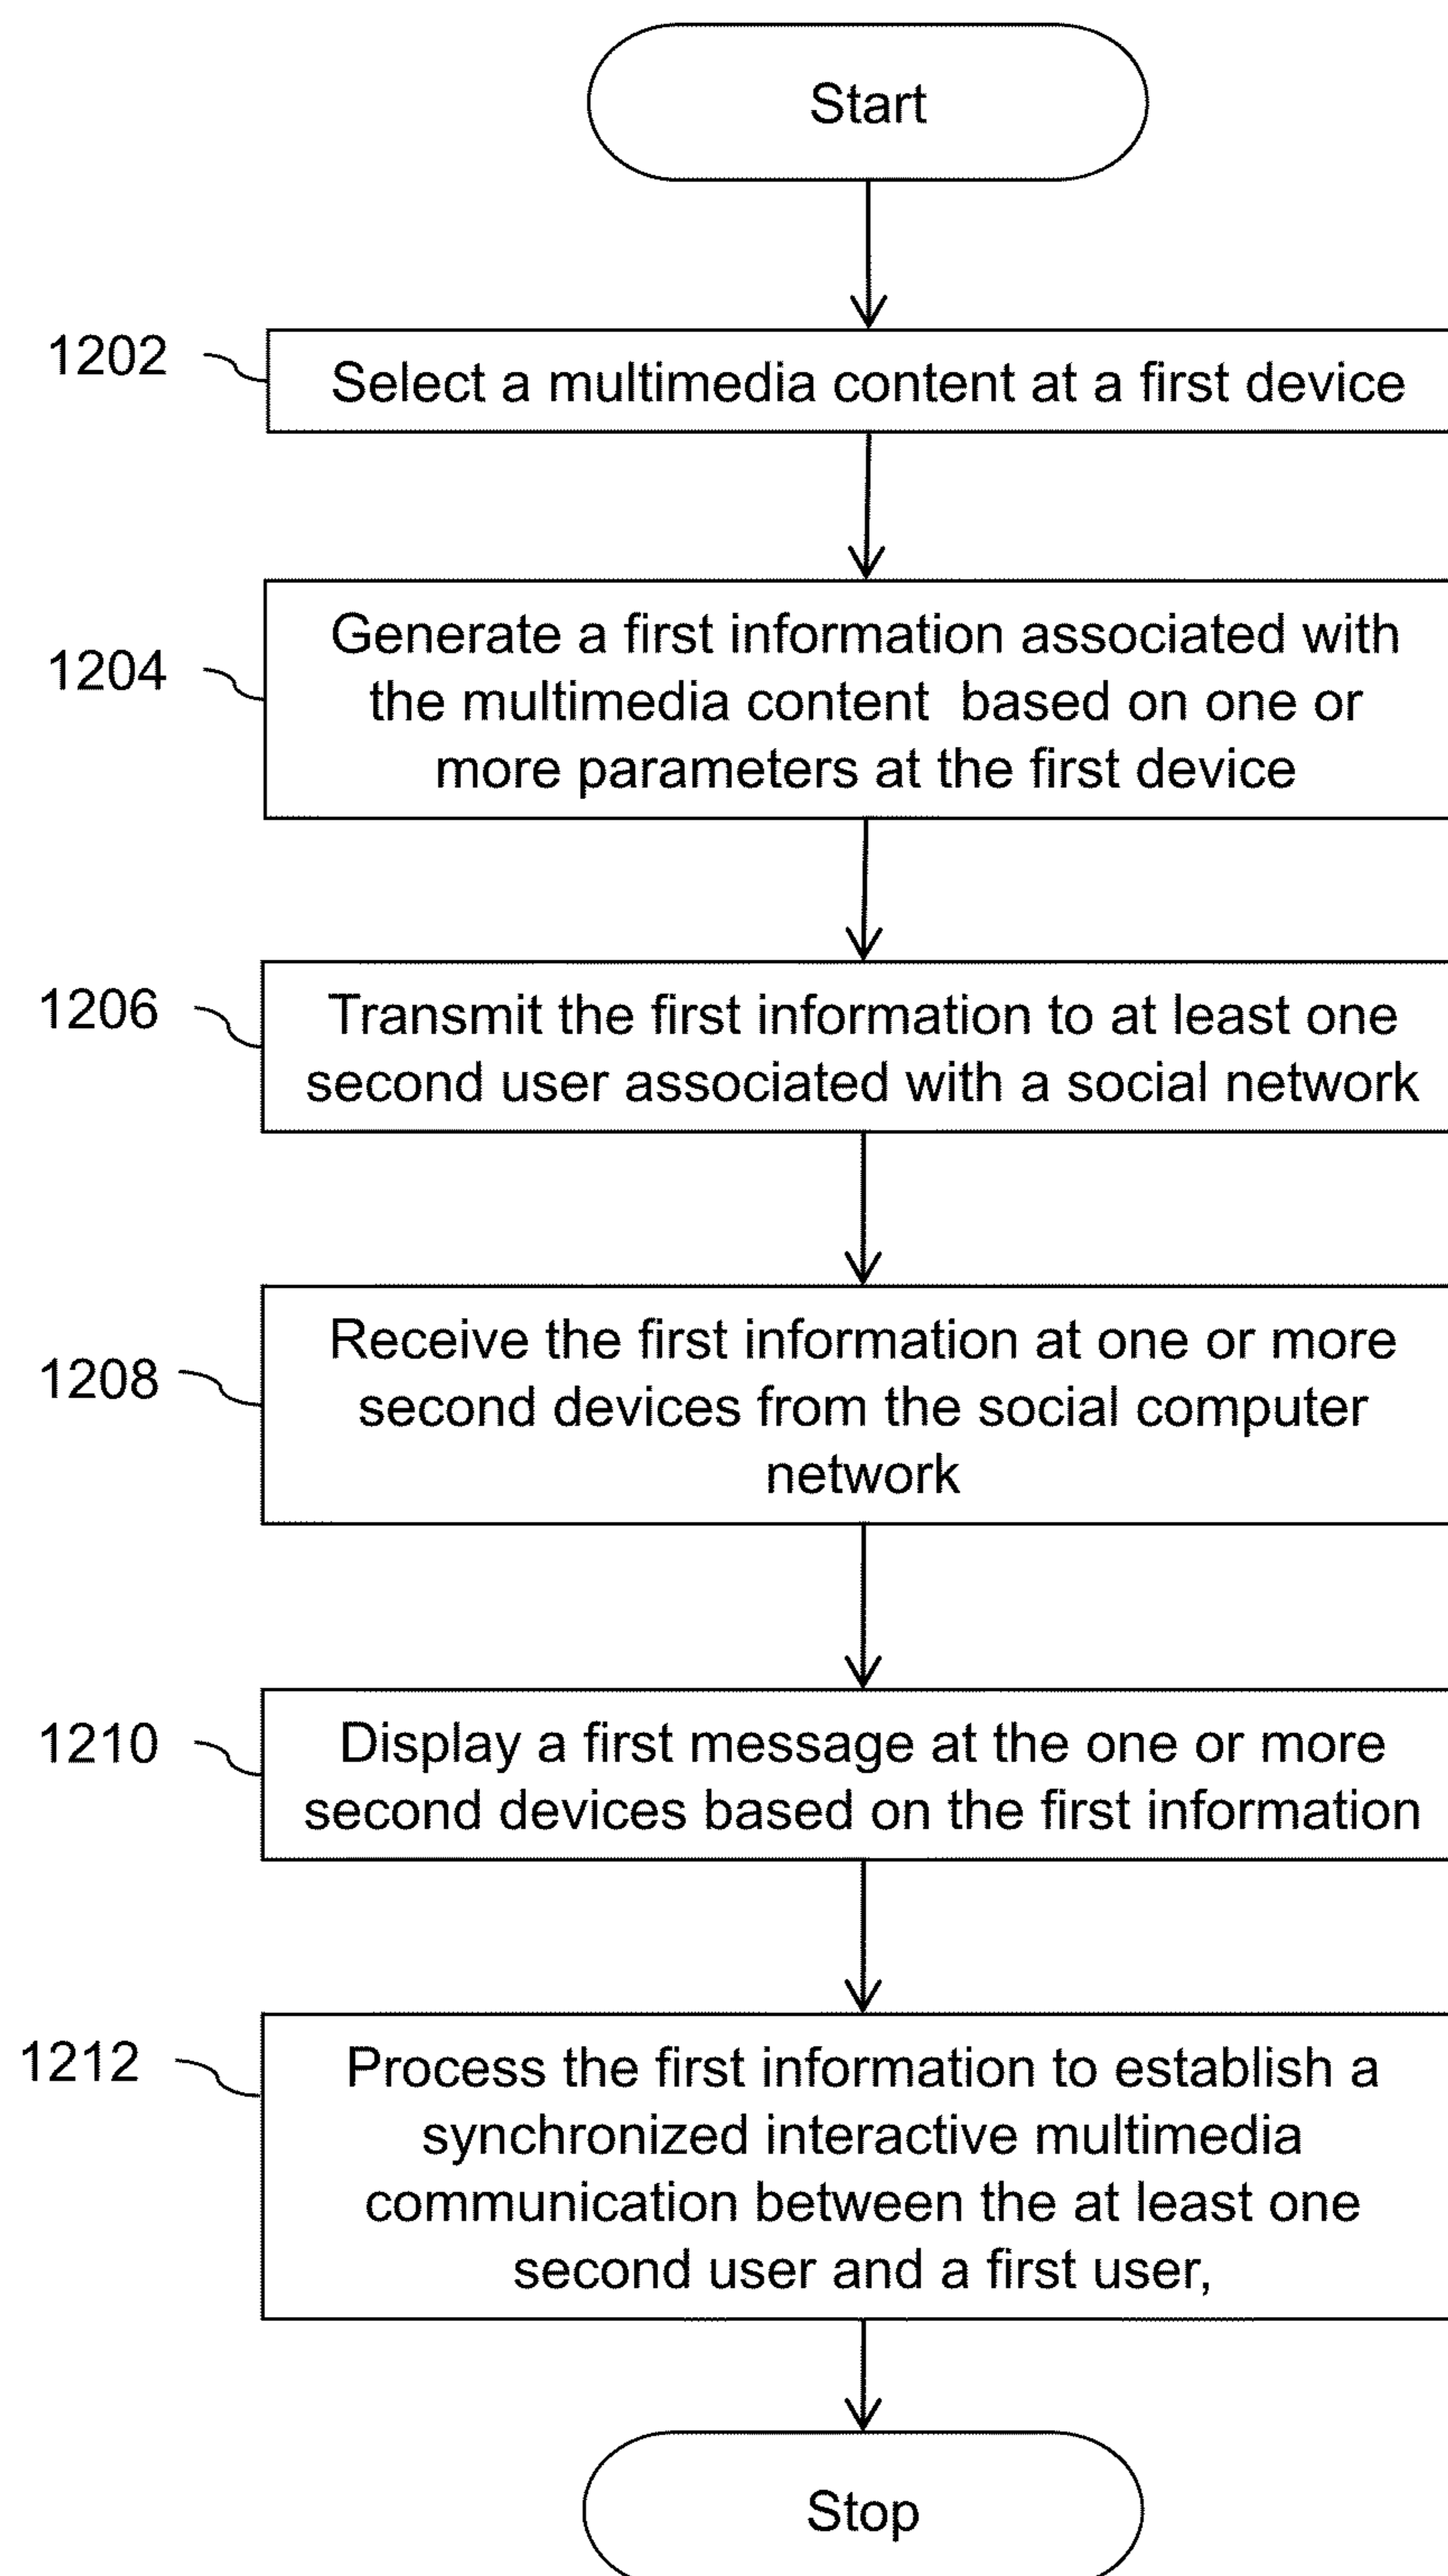 Start
1202
Select a multimedia content at a first device
1204
Generate a first information associated with
the multimedia content  based on one or
more parameters at the first device
1206
Transmit the first information to at least one
second user associated with a social network
1208
Receive the first information at one or more
second devices from the social computer
network
1210
Display a first message at the one or more
second devices based on the first information
1212
Process the first information to establish a
synchronized interactive multimedia
communication between the at least one
second user and a first user,
Stop